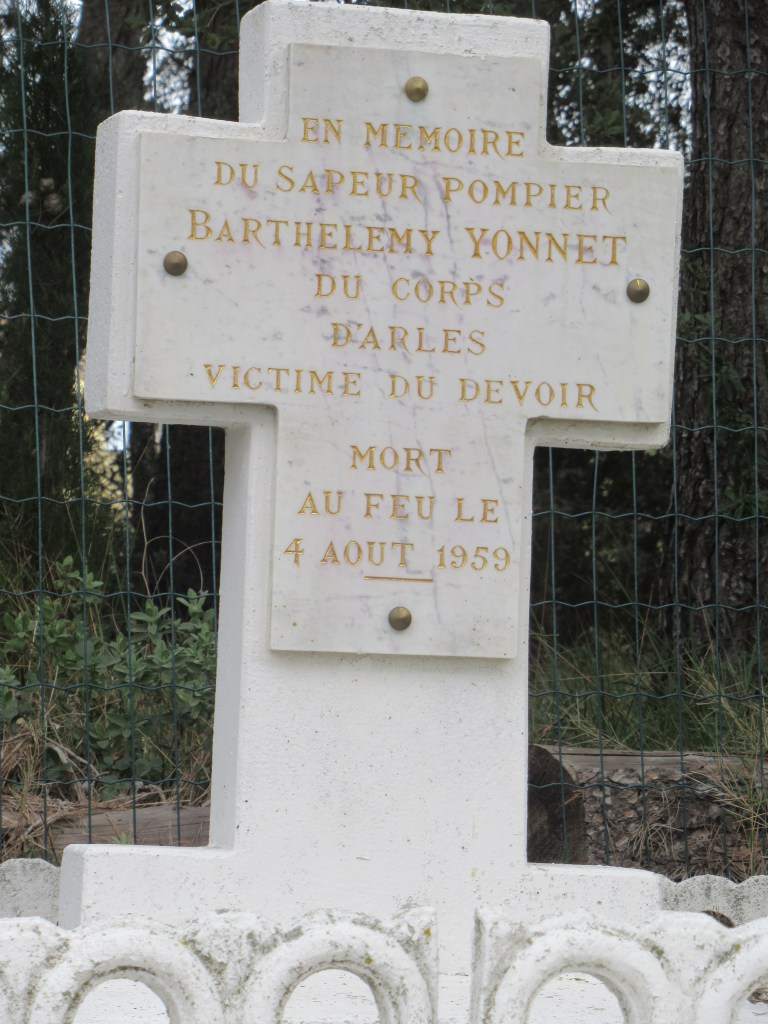 EN MEMOIRE
DU SAPEUR POMPIER
BARTHELEMY YONNET
DU CORPS
D'ARLES
VICTIME DU DEVOIR
MORT
AU FEU LE
4 AOUT 1959